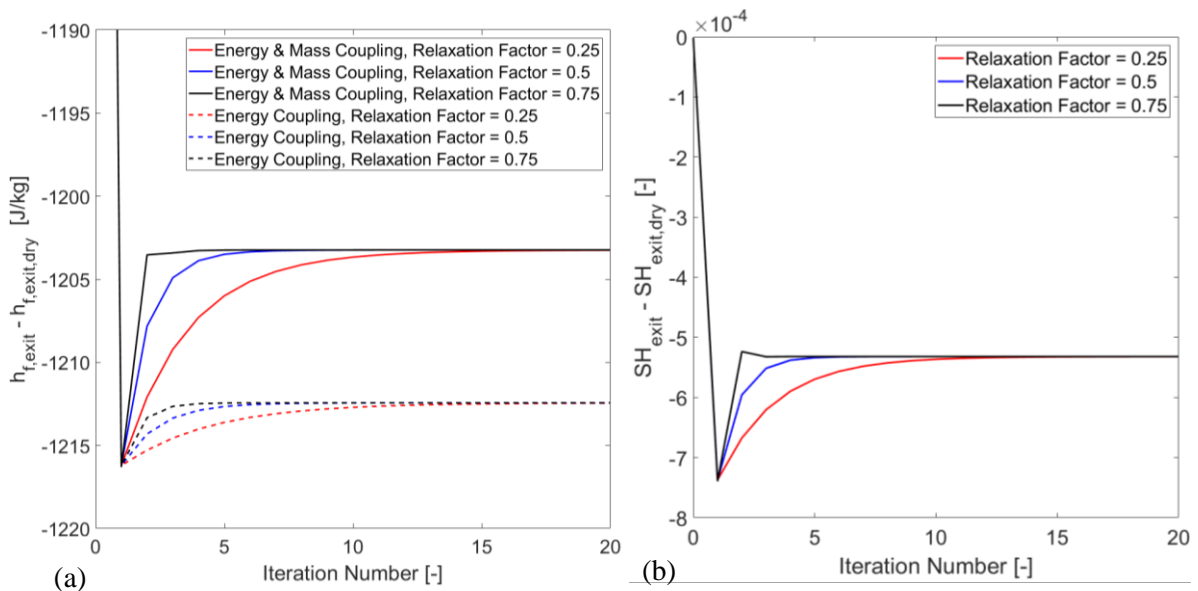 -1190
-1195
-1200
-1205
-1210
-1215
-1220
h_f,exit - h_f,exit,dry [J/kg]
Energy & Mass Coupling, Relaxation Factor = 0.25
Energy & Mass Coupling, Relaxation Factor = 0.5
Energy & Mass Coupling, Relaxation Factor = 0.75
Energy Coupling, Relaxation Factor = 0.25
Energy Coupling, Relaxation Factor = 0.5
Energy Coupling, Relaxation Factor = 0.75
0 5 10 15 20
Iteration Number [-]
(a)
×10⁻⁴
0
-1
-2
-3
-4
-5
-6
-7
-8
SH_exit - SH_exit,dry [-]
Relaxation Factor = 0.25
Relaxation Factor = 0.5
Relaxation Factor = 0.75
0 5 10 15 20
Iteration Number [-]
(b)